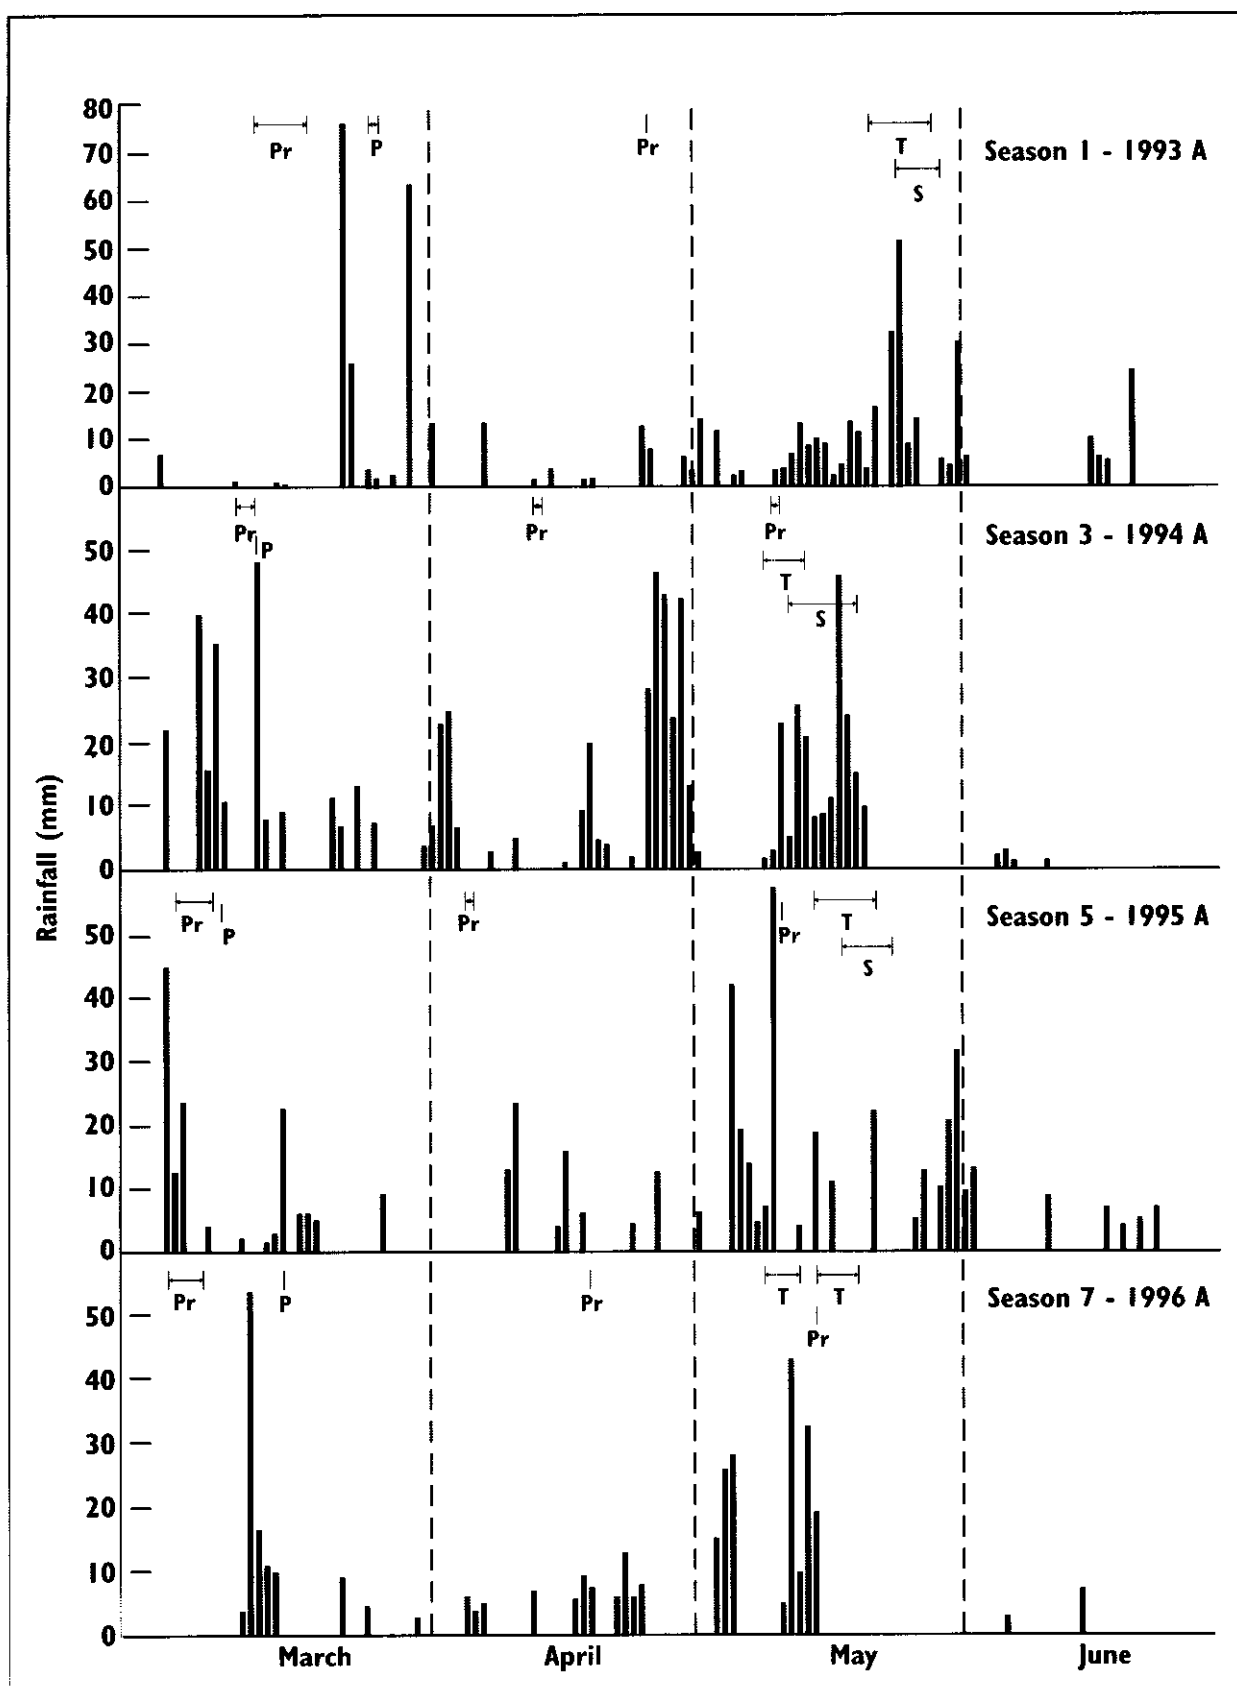 80
Pr
P
Pr
T
Season 1 - 1993 A
70
S
60
50
40
30
20
10
0
Pr
P
Pr
Pr
Season 3 - 1994 A
50
T
S
40
30
20
10
0
Rainfall (mm)
Pr
P
Pr
Pr
T
Season 5 - 1995 A
50
S
40
30
20
10
0
Pr
P
Pr
T
T
Season 7 - 1996 A
50
Pr
40
30
20
10
0
March
April
May
June